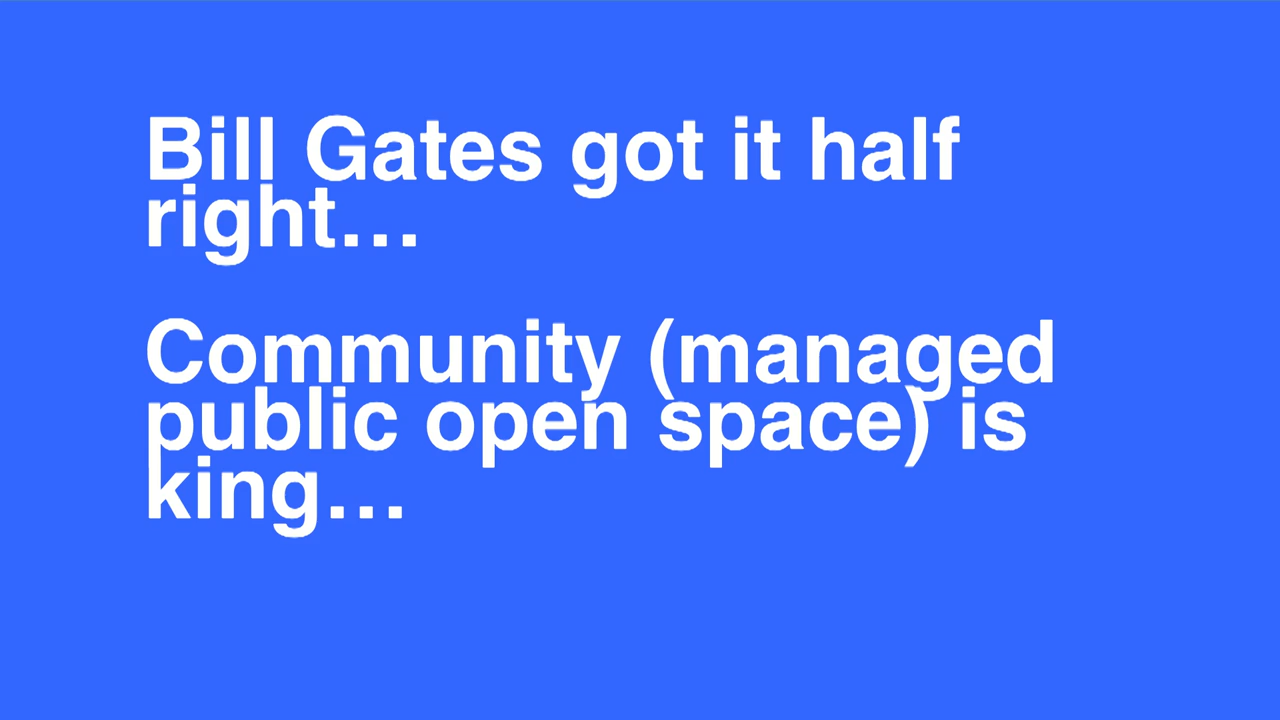 Bill Gates got it half
right…
Community (managed
public open space) is
king…